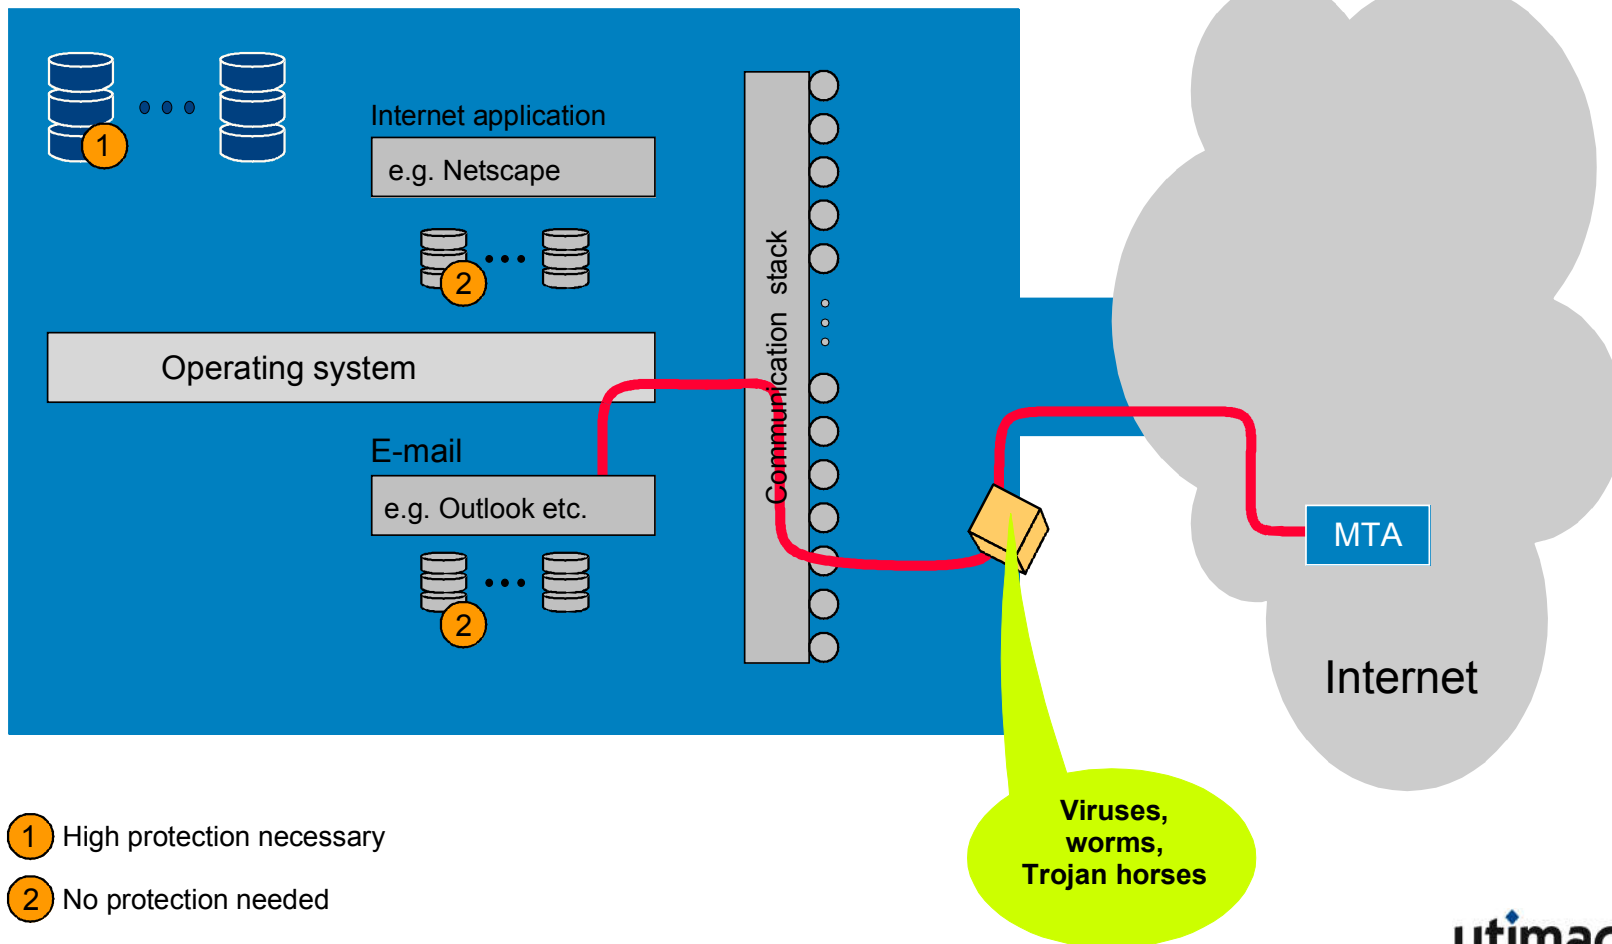 1
Internet application
e.g. Netscape
2
Operating system
E-mail
e.g. Outlook etc.
2
Communication stack
MTA
Internet
Viruses,
worms,
Trojan horses
1 High protection necessary
2 No protection needed